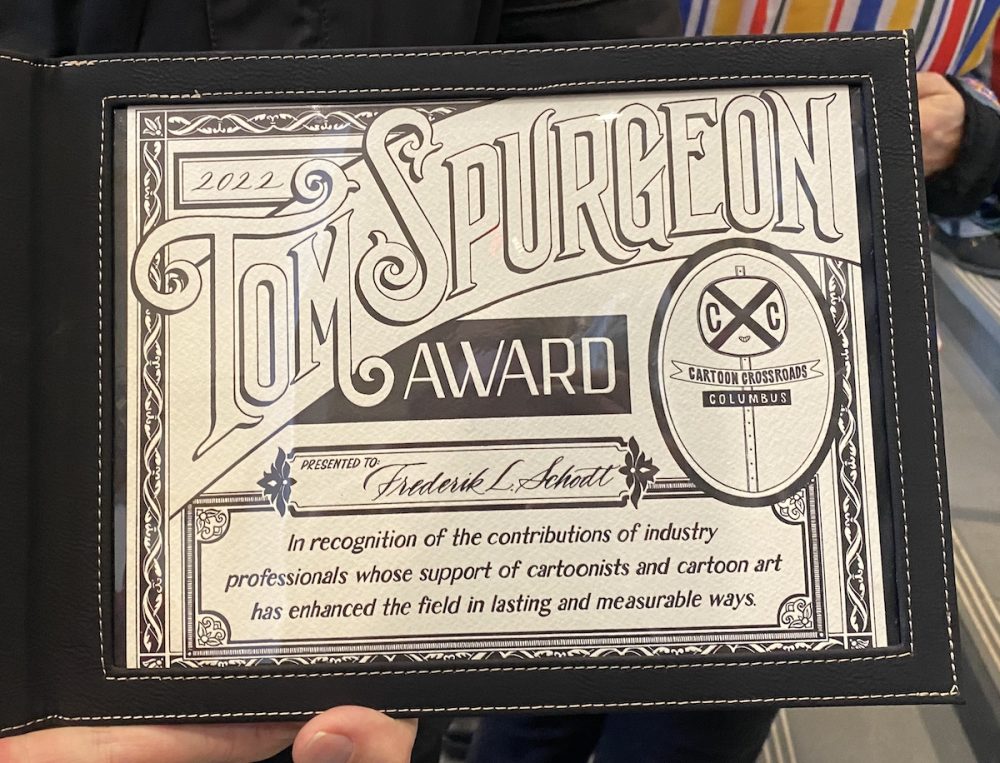 2022
TOM SPURGEON
AWARD
C C
CARTOON CROSSROADS
COLUMBUS
PRESENTED TO:
Frederik L. Schodt
In recognition of the contributions of industry
professionals whose support of cartoonists and cartoon art
has enhanced the field in lasting and measurable ways.